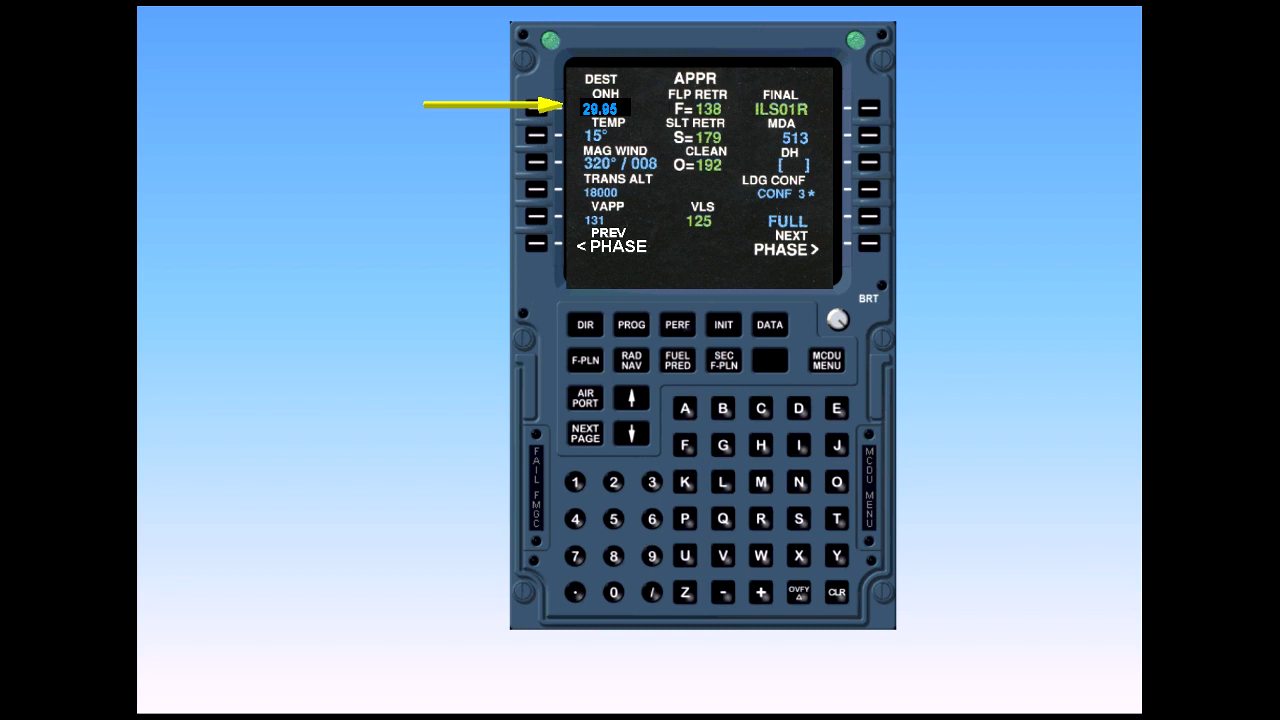 DEST APPR
QNH FLP RETR FINAL
29.95 F=138 ILS01R
TEMP SLT RETR MDA
15° S=179 513
MAG WIND CLEAN DH
320° / 008 O=192 [ ]
TRANS ALT LDG CONF
18000 CONF 3*
VAPP VLS
131 125 FULL
PREV NEXT
< PHASE PHASE >
BRT
DIR PROG PERF INIT DATA
F-PLN RAD NAV FUEL PRED SEC F-PLN MCDU MENU
AIR PORT
NEXT PAGE
A B C D E
F G H I J
1 2 3 K L M N O
4 5 6 P Q R S T
7 8 9 U V W X Y
. 0 / Z - + OVFY Δ CLR
FAIL FMGC
MCDU MENU